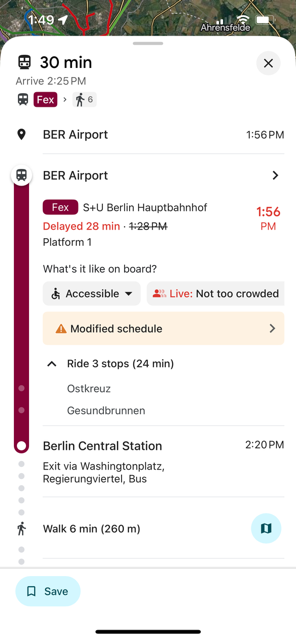 1:49
Ahrensfelde
30 min
Arrive 2:25 PM
Fex > 6
BER Airport 1:56 PM
BER Airport
Fex S+U Berlin Hauptbahnhof 1:56 PM
Delayed 28 min · 1:28 PM
Platform 1
What's it like on board?
Accessible Live: Not too crowded
Modified schedule
Ride 3 stops (24 min)
Ostkreuz
Gesundbrunnen
Berlin Central Station 2:20 PM
Exit via Washingtonplatz,
Regierungviertel, Bus
Walk 6 min (260 m)
Save